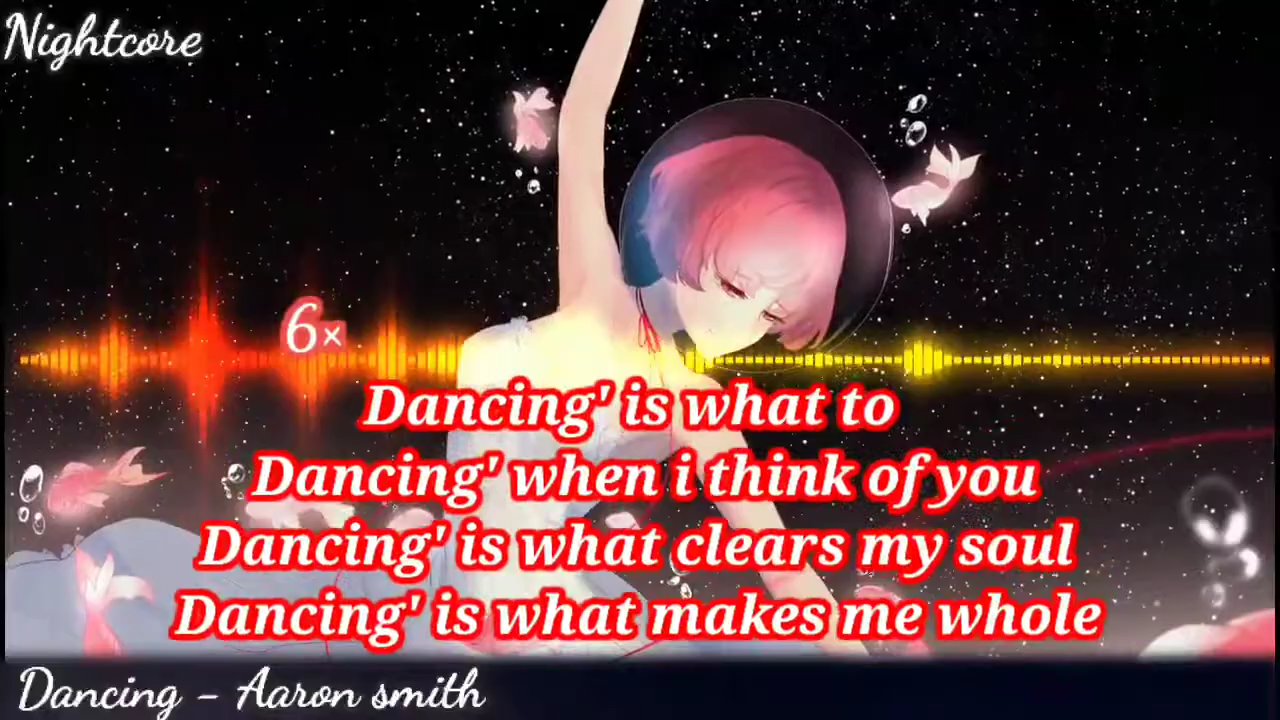 Nightcore
6×
Dancing' is what to
Dancing' when i think of you
Dancing' is what clears my soul
Dancing' is what makes me whole
Dancing - Aaron smith